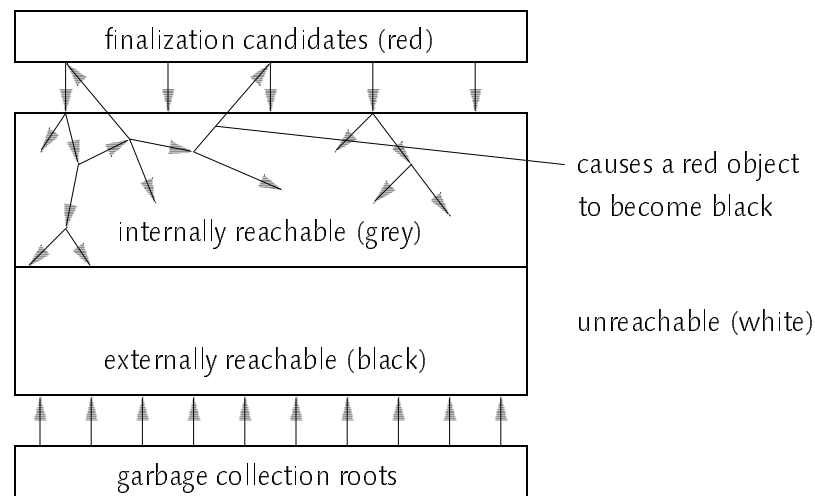 finalization candidates (red)
causes a red object
to become black
internally reachable (grey)
unreachable (white)
externally reachable (black)
garbage collection roots